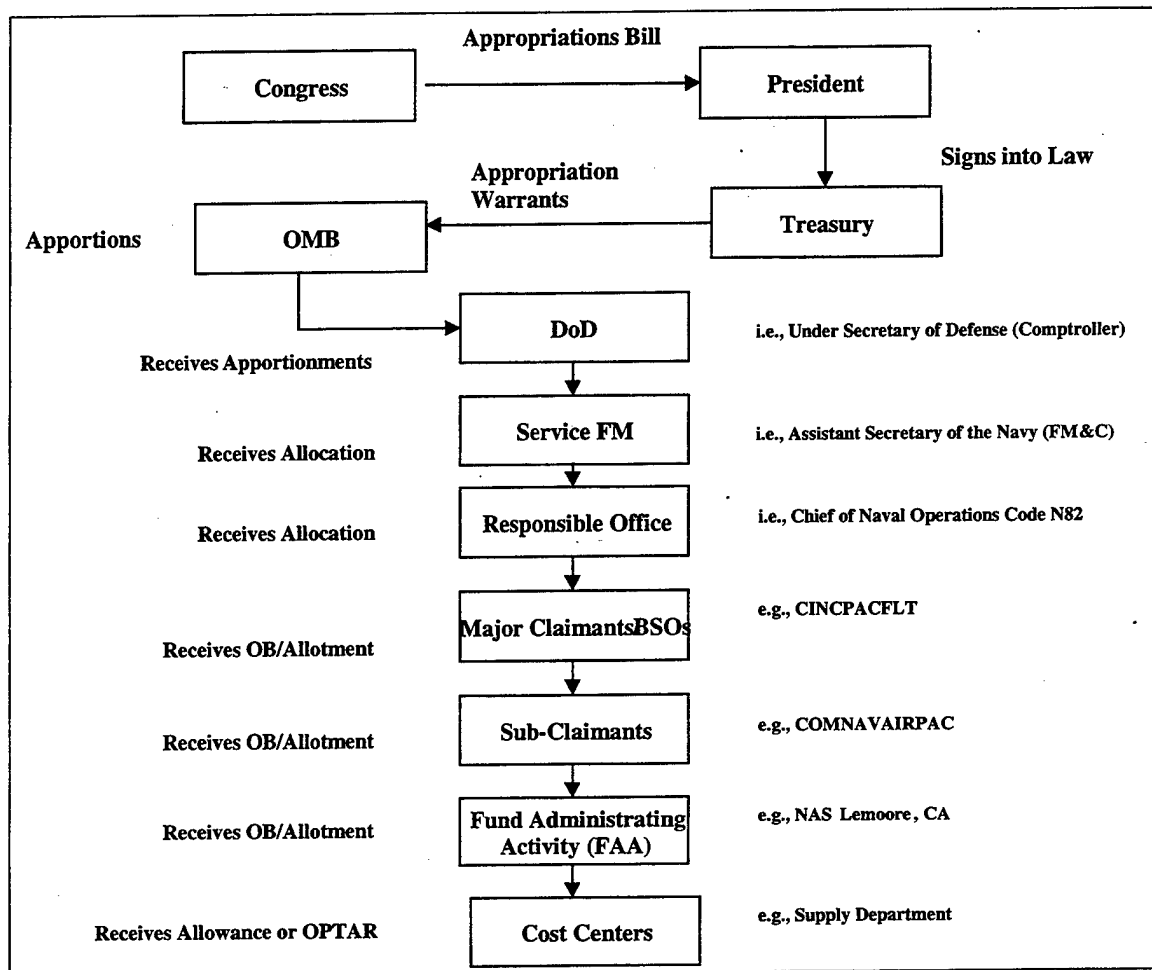 Appropriations Bill
Congress
President
Signs into Law
Appropriation
Warrants
Apportions
OMB
Treasury
DoD
i.e., Under Secretary of Defense (Comptroller)
Receives Apportionments
Service FM
i.e., Assistant Secretary of the Navy (FM&C)
Receives Allocation
Responsible Office
i.e., Chief of Naval Operations Code N82
Receives Allocation
Major Claimants/BSOs
e.g., CINCPACFLT
Receives OB/Allotment
Sub-Claimants
e.g., COMNAVAIRPAC
Receives OB/Allotment
Fund Administrating
Activity (FAA)
e.g., NAS Lemoore, CA
Receives OB/Allotment
Cost Centers
e.g., Supply Department
Receives Allowance or OPTAR